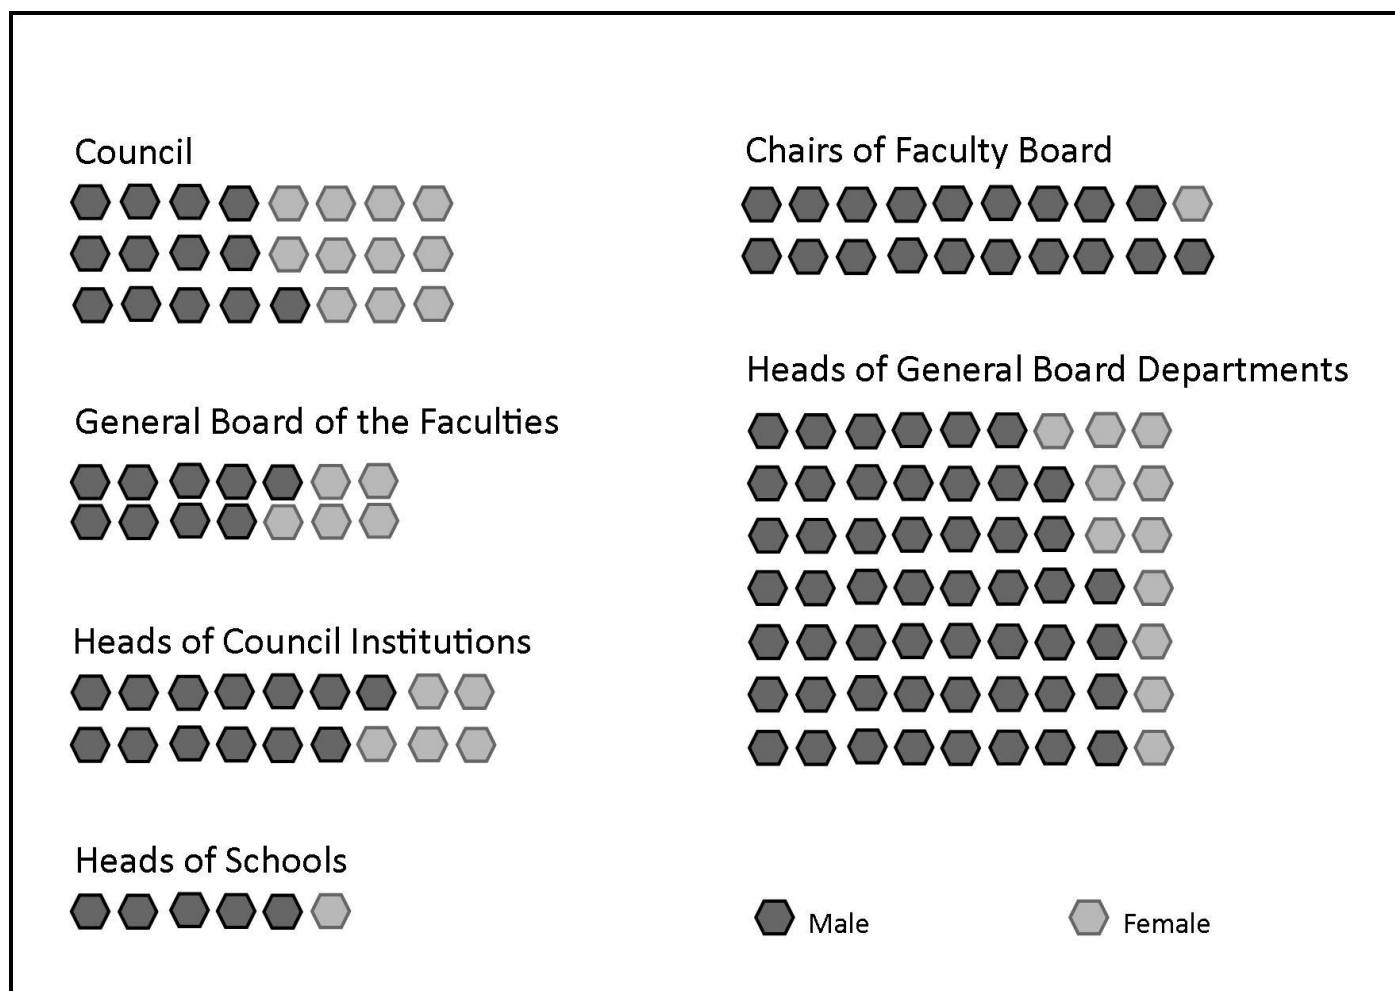 Council
General Board of the Faculties
Heads of Council Institutions
Heads of Schools
Chairs of Faculty Board
Heads of General Board Departments
Male
Female